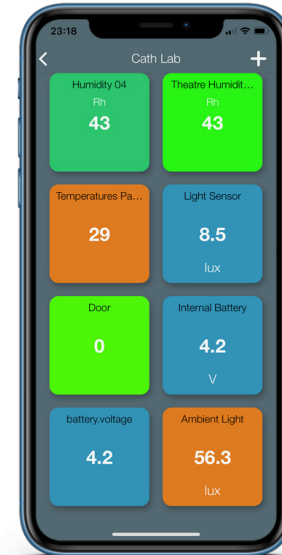 23:18
Cath Lab
Humidity 04
Rh
43
Theatre Humidit...
Rh
43
Temperatures Pa...
29
Light Sensor
8.5
lux
Door
0
Internal Battery
4.2
V
battery.voltage
4.2
Ambient Light
56.3
lux